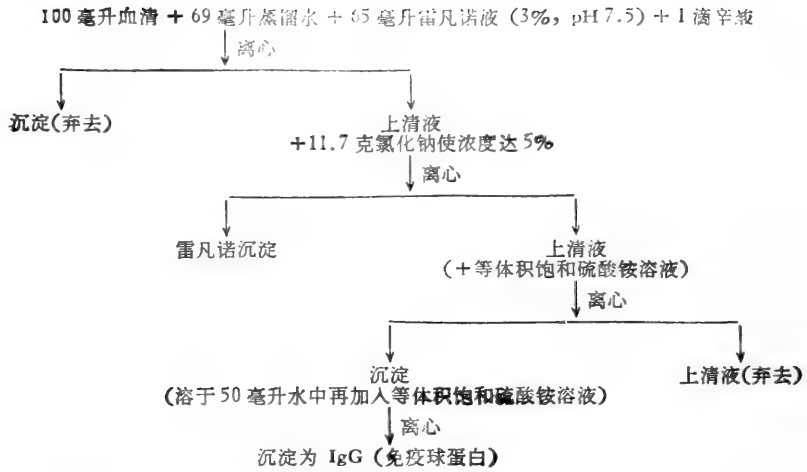 100 毫升血清 + 69 毫升蒸馏水 + 65 毫升雷凡诺液 (3%, pH 7.5) + 1 滴辛酸
离心
沉淀(弃去)
上清液
+11.7 克氯化钠使浓度达 5%
离心
雷凡诺沉淀
上清液
(+等体积饱和硫酸铵溶液)
离心
沉淀
上清液(弃去)
(溶于 50 毫升水中再加入等体积饱和硫酸铵溶液)
离心
沉淀为 IgG (免疫球蛋白)